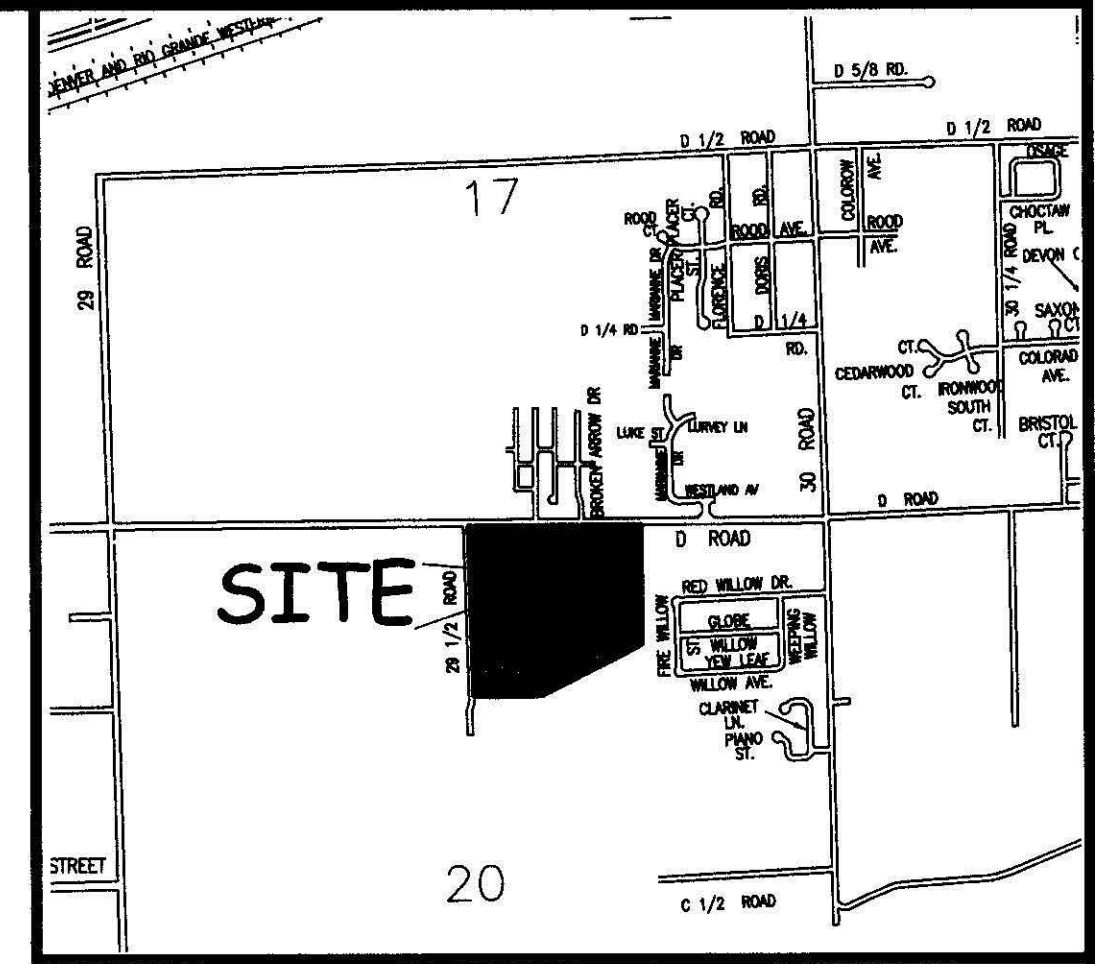 DENVER AND RIO GRANDE WESTERN
D 5/8 RD.
D 1/2 ROAD
D 1/2 ROAD
17
29 ROAD
ROOD
CT.
PLACER
PLACER
CT.
ST.
MARIANNE DR
FLORENCE
RD.
DORIS
RD.
ROOD AVE.
COLOROW
AVE.
ROOD
AVE.
OSAGE
CHOCTAW
PL.
DEVON C
30 1/4 ROAD
SAXON
CT
D 1/4 RD
D 1/4
RD.
MARIANNE
DR
CT.
CEDARWOOD
CT.
IRONWOOD
SOUTH
CT.
COLORAD
AVE.
BRISTOL
CT.
BROKEN ARROW DR
LUKE ST
LURVEY LN
MARIANNE
DR
WESTLAND AV
30 ROAD
D ROAD
D ROAD
SITE
29 1/2 ROAD
RED WILLOW DR.
FIRE WILLOW
ST.
GLOBE
WILLOW
YEW LEAF
WILLOW AVE.
WEEPING
WILLOW
CLARINET
LN.
PIANO
ST.
STREET
20
C 1/2 ROAD